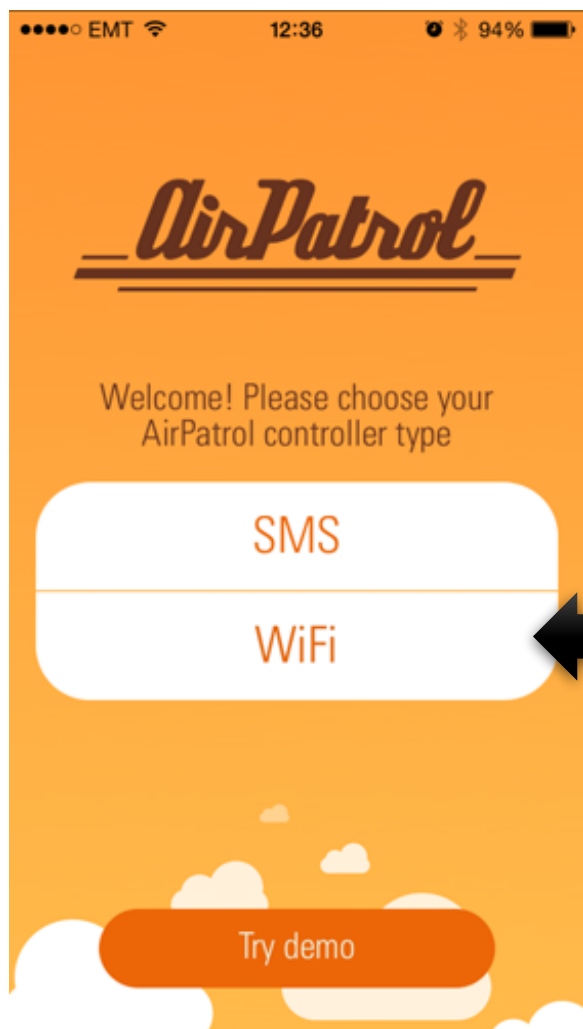 EMT 12:36 94%
AirPatrol
Welcome! Please choose your
AirPatrol controller type
SMS
WiFi
Try demo